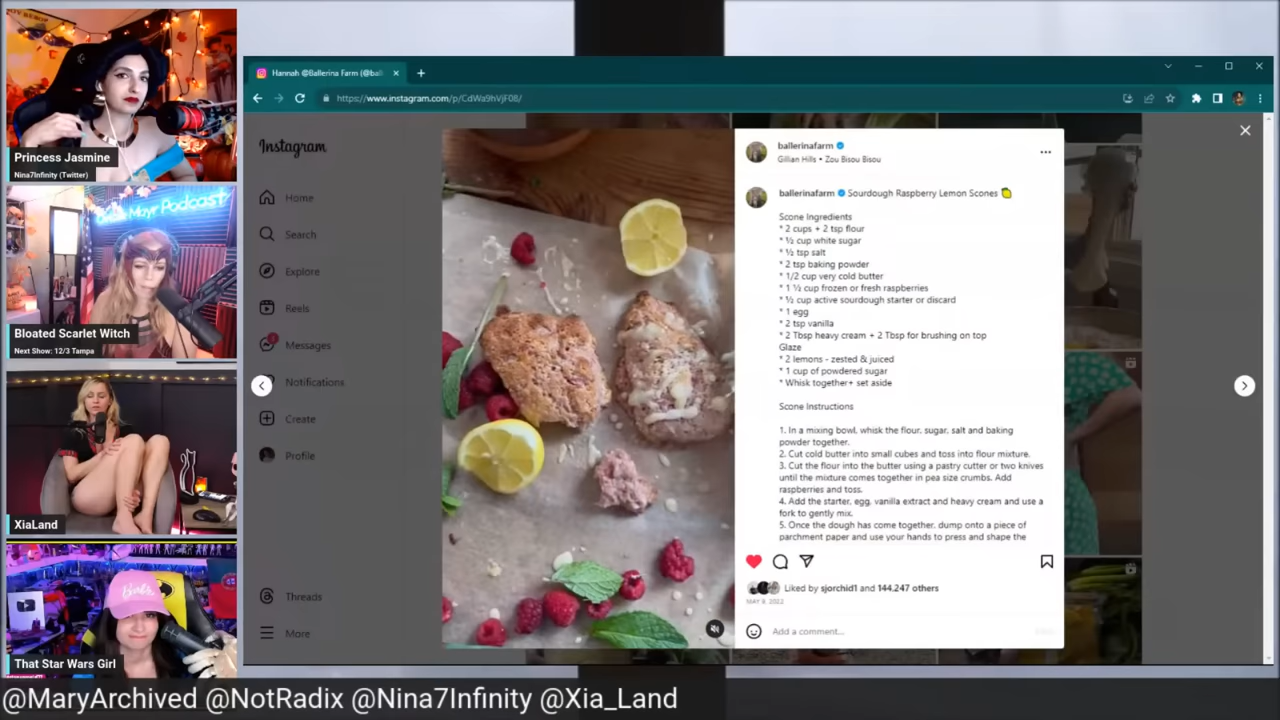 Princess Jasmine
Nina7Infinity (Twitter)
Bloated Scarlet Witch
Next Show: 12/3 Tampa
XiaLand
Barbie
That Star Wars Girl
Hannah @Ballerina Farm (@bal
https://www.instagram.com/p/CdWa9hVjF08/
Instagram
Home
Search
Explore
Reels
Messages
Notifications
Create
Profile
Threads
More
ballerinafarm
Gillian Hills • Zou Bisou Bisou
ballerinafarm Sourdough Raspberry Lemon Scones 🍋
Scone Ingredients
* 2 cups + 2 tsp flour
* ½ cup white sugar
* ½ tsp salt
* 2 tsp baking powder
* 1/2 cup very cold butter
* 1 ½ cup frozen or fresh raspberries
* ½ cup active sourdough starter or discard
* 1 egg
* 2 tsp vanilla
* 2 Tbsp heavy cream + 2 Tbsp for brushing on top
Glaze
* 2 lemons - zested & juiced
* 1 cup of powdered sugar
* Whisk together+ set aside
Scone Instructions
1. In a mixing bowl, whisk the flour, sugar, salt and baking
powder together.
2. Cut cold butter into small cubes and toss into flour mixture.
3. Cut the flour into the butter using a pastry cutter or two knives
until the mixture comes together in pea size crumbs. Add
raspberries and toss.
4. Add the starter, egg, vanilla extract and heavy cream and use a
fork to gently mix.
5. Once the dough has come together, dump onto a piece of
parchment paper and use your hands to press and shape the
Liked by sjorchid1 and 144,247 others
MAY 9, 2022
Add a comment...
@MaryArchived @NotRadix @Nina7Infinity @Xia_Land